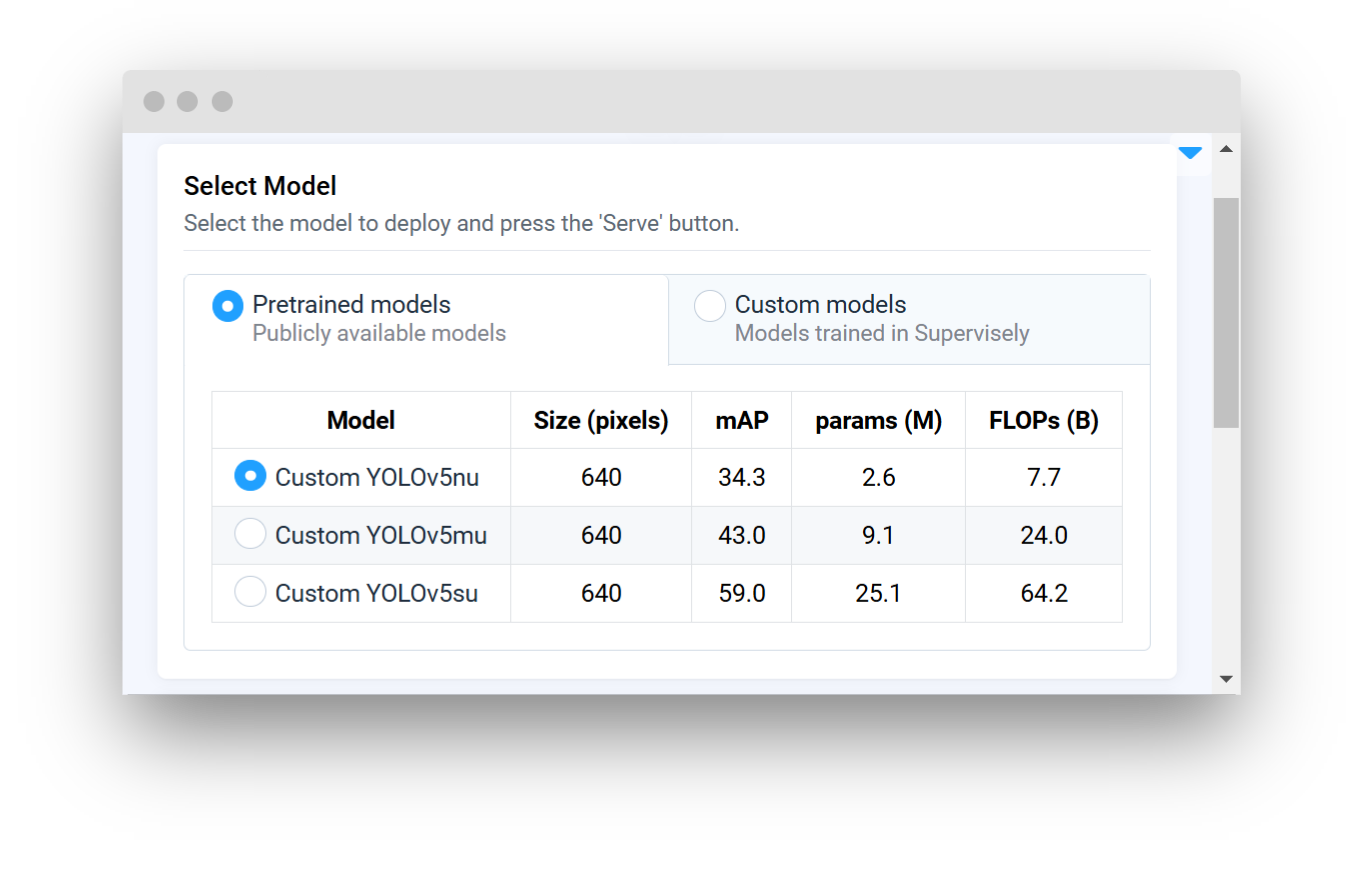 Select Model
Select the model to deploy and press the 'Serve' button.
Pretrained models
Publicly available models
Custom models
Models trained in Supervisely
Model Size (pixels) mAP params (M) FLOPs (B)
Custom YOLOv5nu 640 34.3 2.6 7.7
Custom YOLOv5mu 640 43.0 9.1 24.0
Custom YOLOv5su 640 59.0 25.1 64.2